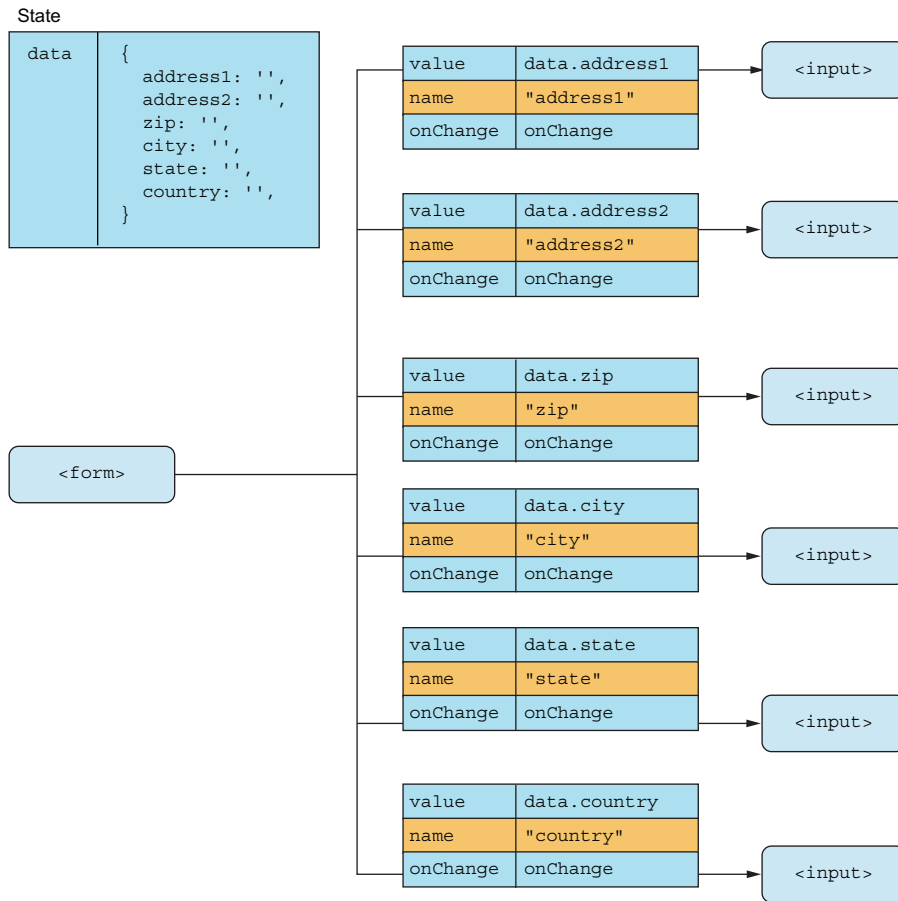 State
data {
address1: '',
address2: '',
zip: '',
city: '',
state: '',
country: '',
}
value data.address1
name "address1"
onChange onChange
<input>
value data.address2
name "address2"
onChange onChange
<input>
value data.zip
name "zip"
onChange onChange
<input>
<form>
value data.city
name "city"
onChange onChange
<input>
value data.state
name "state"
onChange onChange
<input>
value data.country
name "country"
onChange onChange
<input>